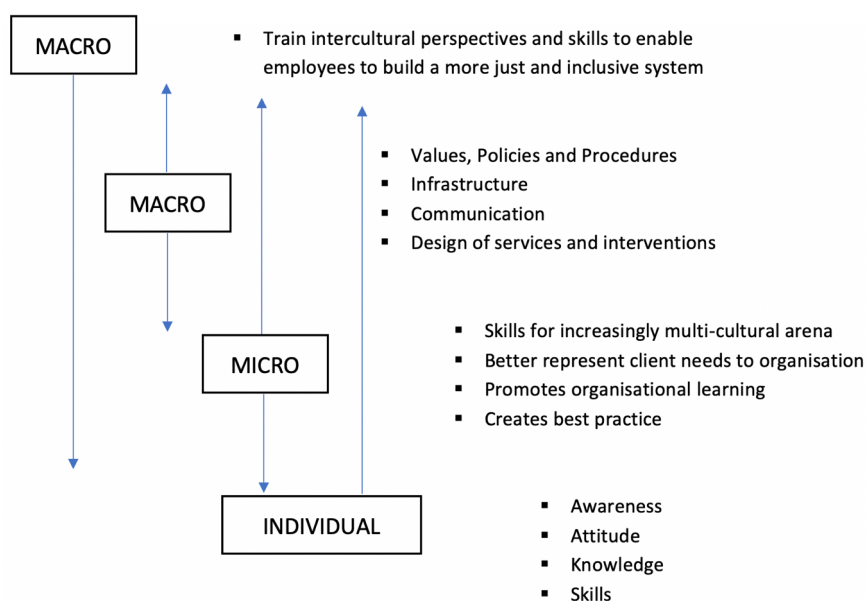 MACRO
▪ Train intercultural perspectives and skills to enable
employees to build a more just and inclusive system
MACRO
▪ Values, Policies and Procedures
▪ Infrastructure
▪ Communication
▪ Design of services and interventions
MICRO
▪ Skills for increasingly multi-cultural arena
▪ Better represent client needs to organisation
▪ Promotes organisational learning
▪ Creates best practice
INDIVIDUAL
▪ Awareness
▪ Attitude
▪ Knowledge
▪ Skills